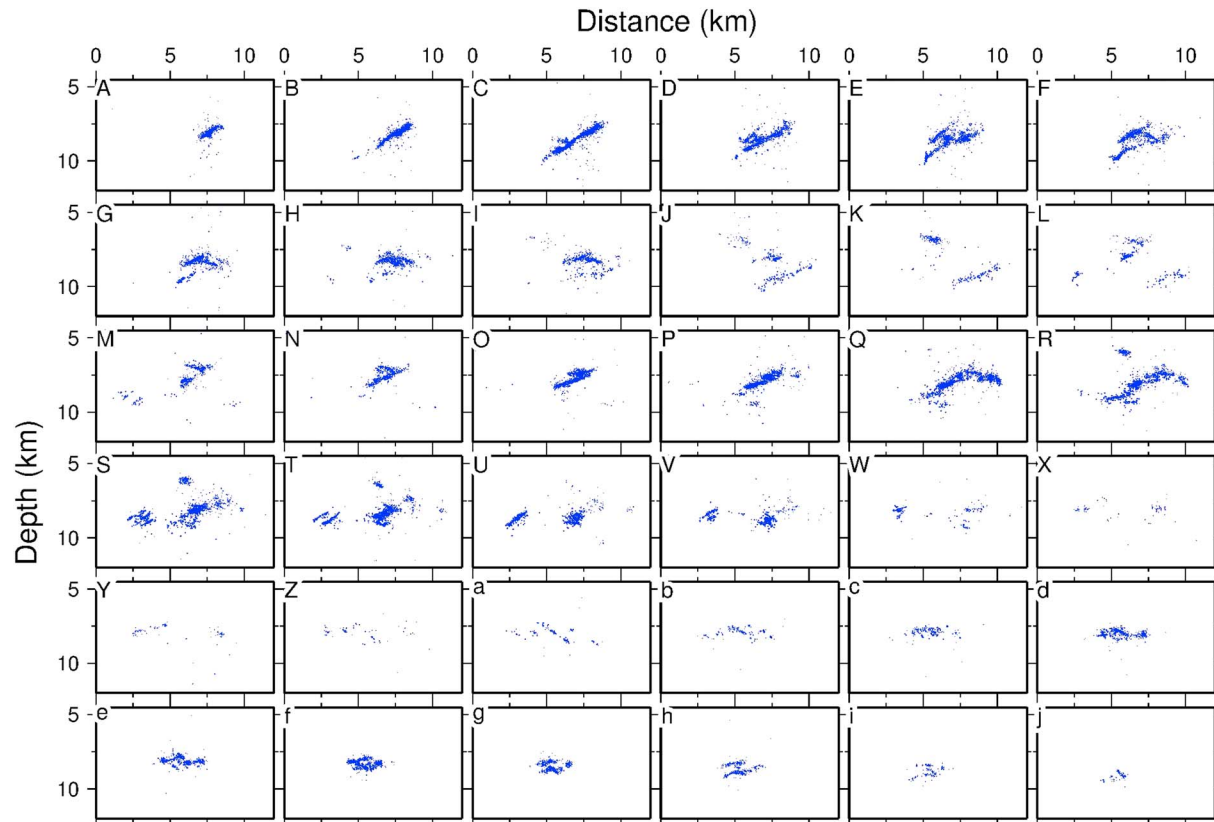 Distance (km)
0 5 10 0 5 10 0 5 10 0 5 10 0 5 10 0 5 10
5 A B C D E F
10
G H I J K L
5
10
M N O P Q R
5
10
Depth (km)
S T U V W X
5
10
Y Z a b c d
5
10
e f g h i j
5
10